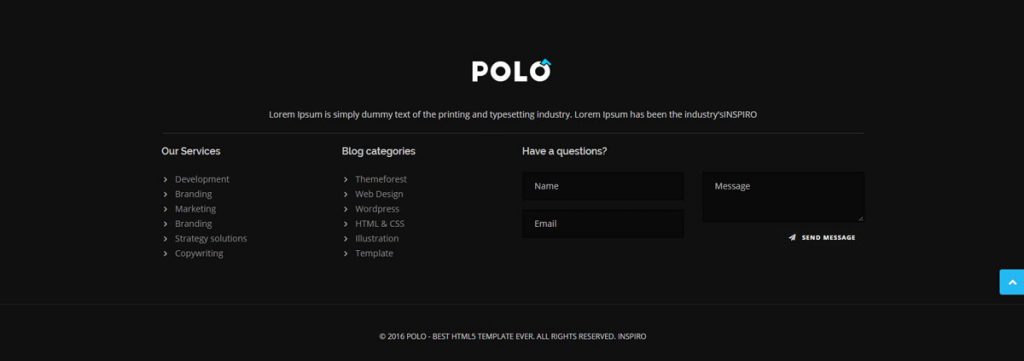 POLO
Lorem Ipsum is simply dummy text of the printing and typesetting industry. Lorem Ipsum has been the industry'sINSPIRO
Our Services
Development
Branding
Marketing
Branding
Strategy solutions
Copywriting
Blog categories
Themeforest
Web Design
Wordpress
HTML & CSS
Illustration
Template
Have a questions?
Name
Email
Message
SEND MESSAGE
© 2016 POLO - BEST HTML5 TEMPLATE EVER. ALL RIGHTS RESERVED. INSPIRO